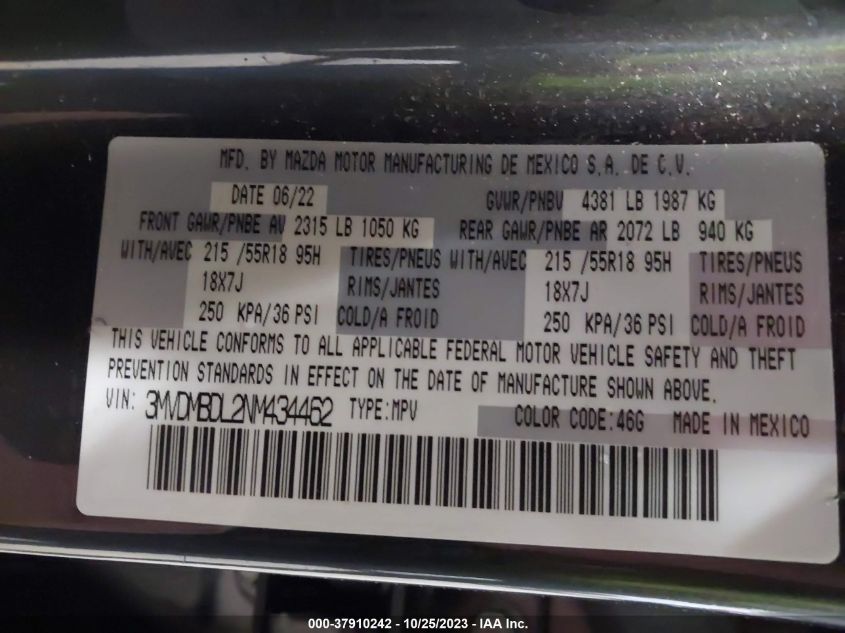 MFD. BY MAZDA MOTOR MANUFACTURING DE MEXICO S.A. DE C.V.
DATE 06/22 GVWR/PNBV 4381 LB 1987 KG
FRONT GAWR/PNBE AV 2315 LB 1050 KG REAR GAWR/PNBE AR 2072 LB 940 KG
WITH/AVEC 215 /55R18 95H TIRES/PNEUS WITH/AVEC 215 /55R18 95H TIRES/PNEUS
18X7J RIMS/JANTES 18X7J RIMS/JANTES
250 KPA/36 PSI COLD/A FROID 250 KPA/36 PSI COLD/A FROID
THIS VEHICLE CONFORMS TO ALL APPLICABLE FEDERAL MOTOR VEHICLE SAFETY AND THEFT
PREVENTION STANDARDS IN EFFECT ON THE DATE OF MANUFACTURE SHOWN ABOVE.
VIN: 3MVDMBDL2NM434462 TYPE:MPV COLOR CODE:46G MADE IN MEXICO
000-37910242 - 10/25/2023 - IAA Inc.